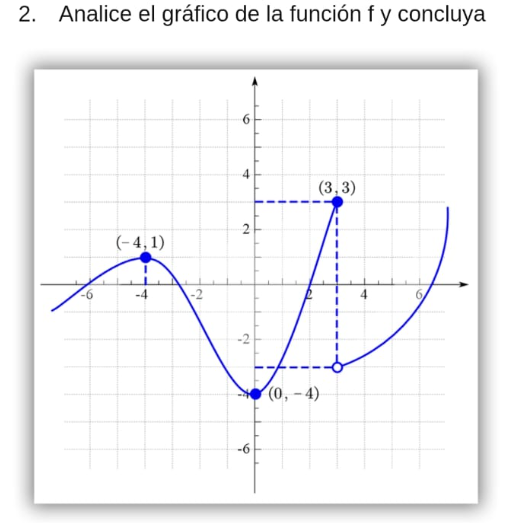 2. Analice el gráfico de la función f y concluya
6
4
(3, 3)
(−4, 1)
2
-6 -4 -2 2 4 6
-2
-4 (0, −4)
-6